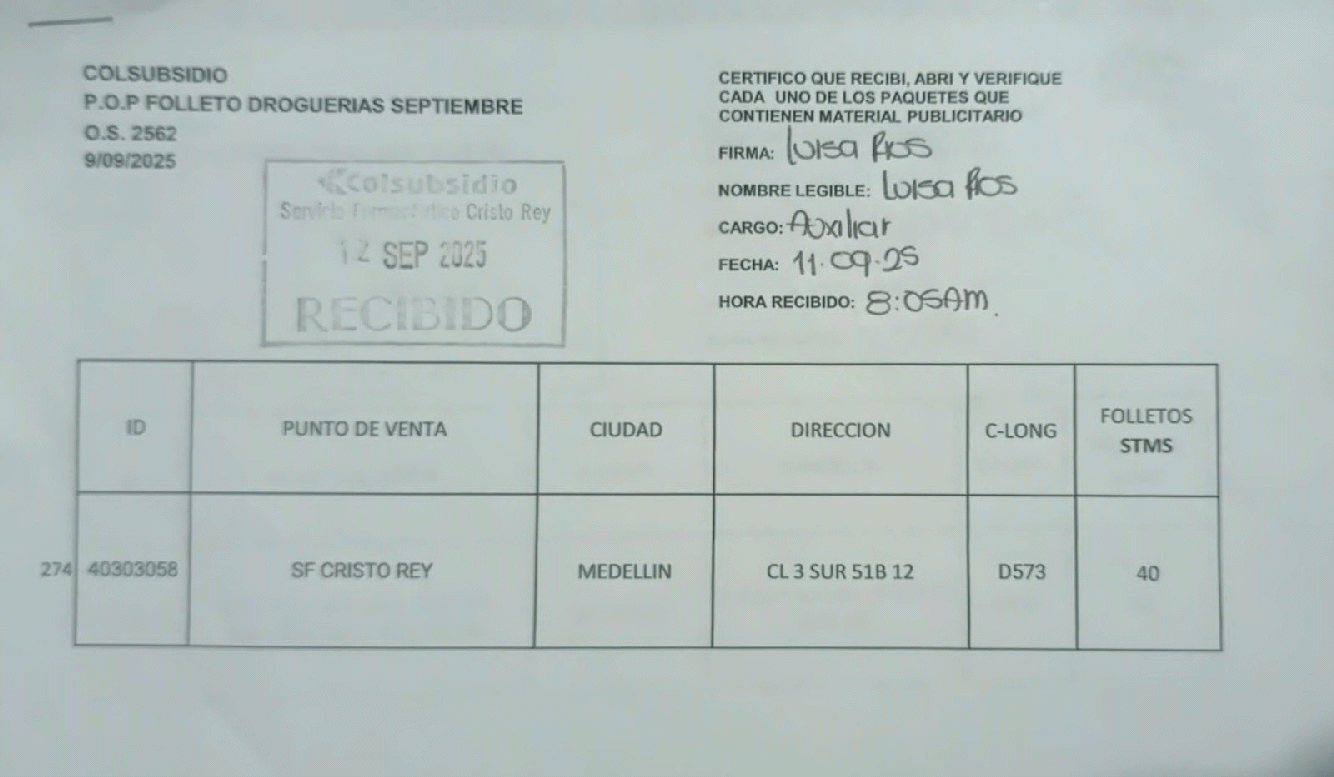 COLSUBSIDIO
P.O.P FOLLETO DROGUERIAS SEPTIEMBRE
O.S. 2562
9/09/2025
Colsubsidio
Servicio Farmacéutico Cristo Rey
12 SEP 2025
RECIBIDO
CERTIFICO QUE RECIBI, ABRI Y VERIFIQUE
CADA UNO DE LOS PAQUETES QUE
CONTIENEN MATERIAL PUBLICITARIO
FIRMA: Luisa Rios
NOMBRE LEGIBLE: Luisa Rios
CARGO: Auxiliar
FECHA: 11.09.25
HORA RECIBIDO: 8:05AM.
ID PUNTO DE VENTA CIUDAD DIRECCION C-LONG FOLLETOS STMS
274 40303058 SF CRISTO REY MEDELLIN CL 3 SUR 51B 12 D573 40